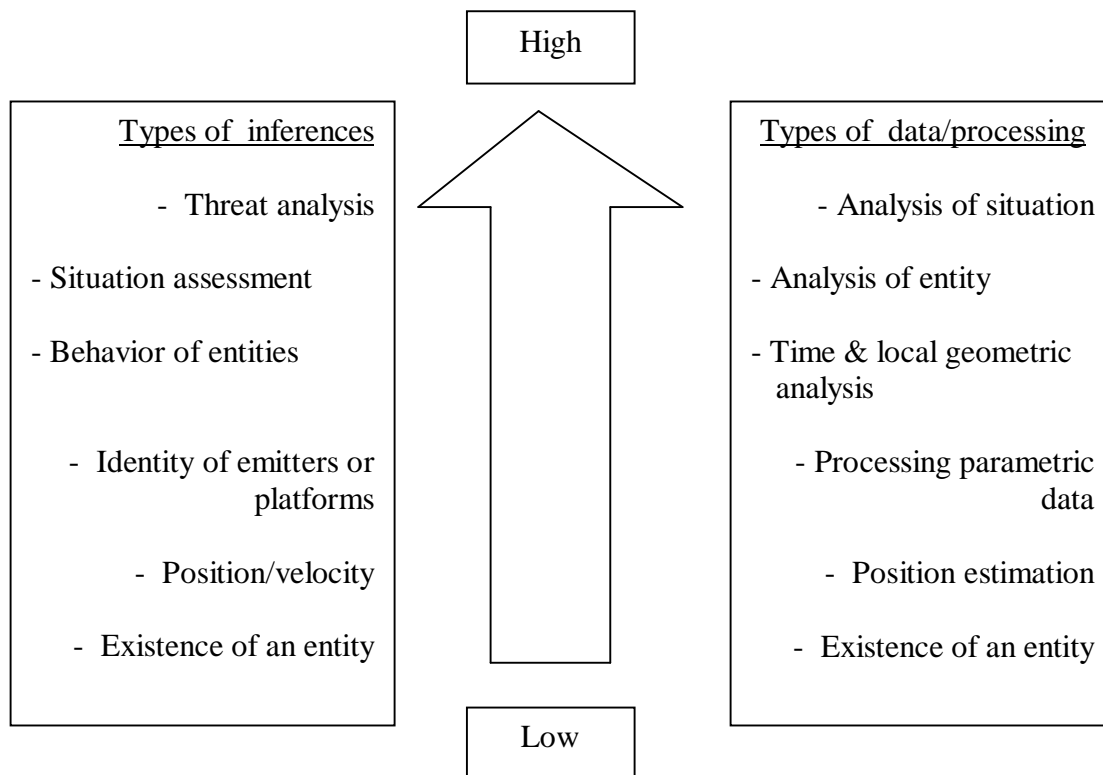 High
Types of inferences
- Threat analysis
- Situation assessment
- Behavior of entities
- Identity of emitters or
platforms
- Position/velocity
- Existence of an entity
Types of data/processing
- Analysis of situation
- Analysis of entity
- Time & local geometric
analysis
- Processing parametric
data
- Position estimation
- Existence of an entity
Low